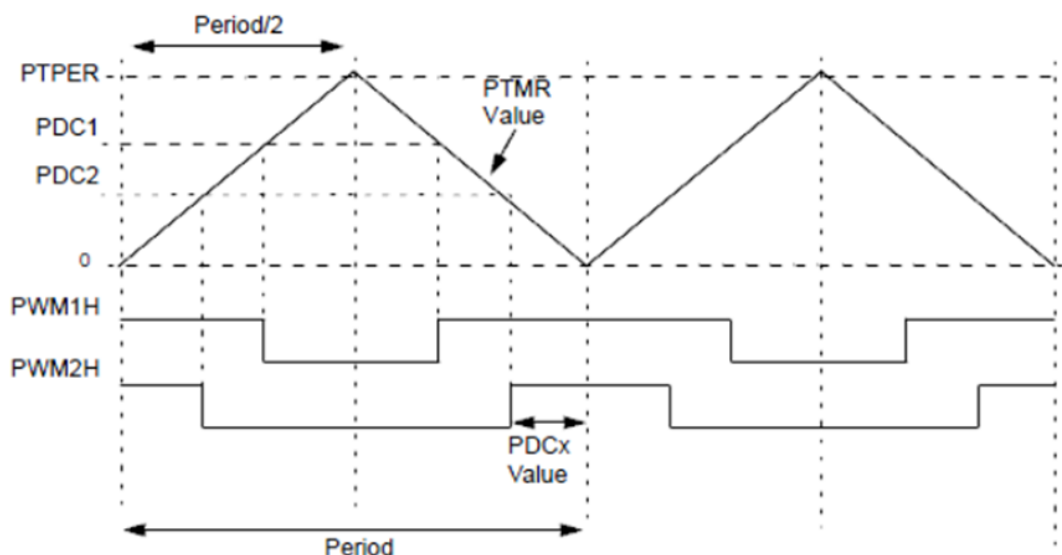 Period/2
PTPER
PTMR
Value
PDC1
PDC2
0
PWM1H
PWM2H
PDCx
Value
Period